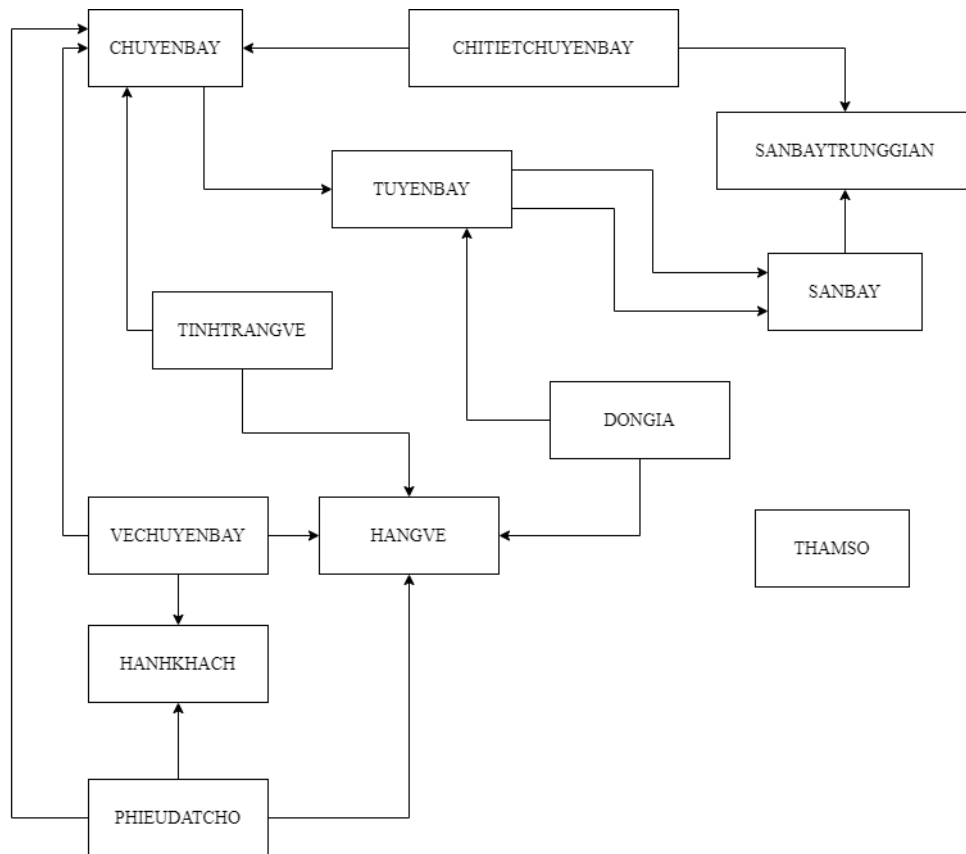 CHUYENBAY
CHITIETCHUYENBAY
SANBAYTRUNGGIAN
TUYENBAY
SANBAY
TINHTRANGVE
DONGIA
VECHUYENBAY
HANGVE
THAMSO
HANHKHACH
PHIEUDATCHO